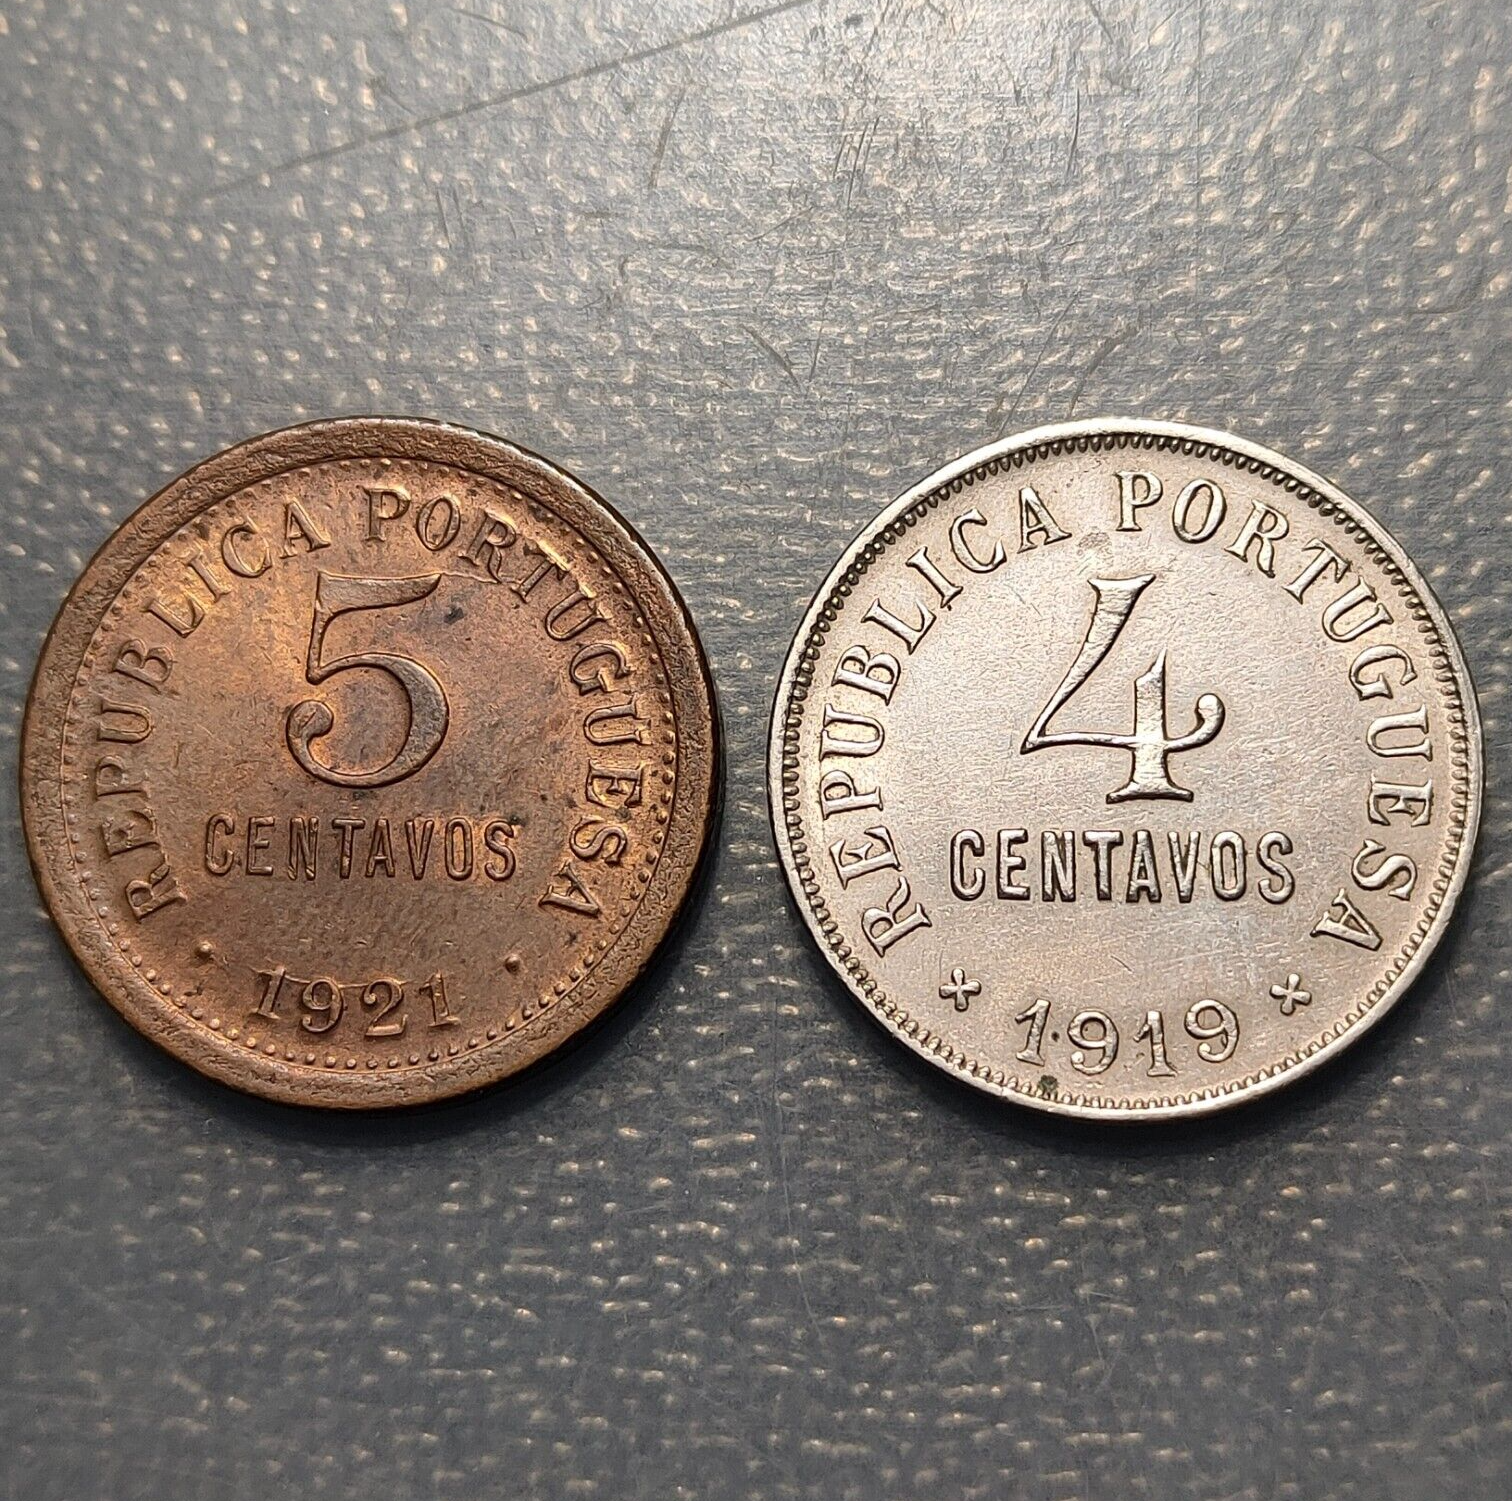 REPUBLICA PORTUGUESA
5
CENTAVOS
· 1921 ·
REPUBLICA PORTUGUESA
4
CENTAVOS
1919